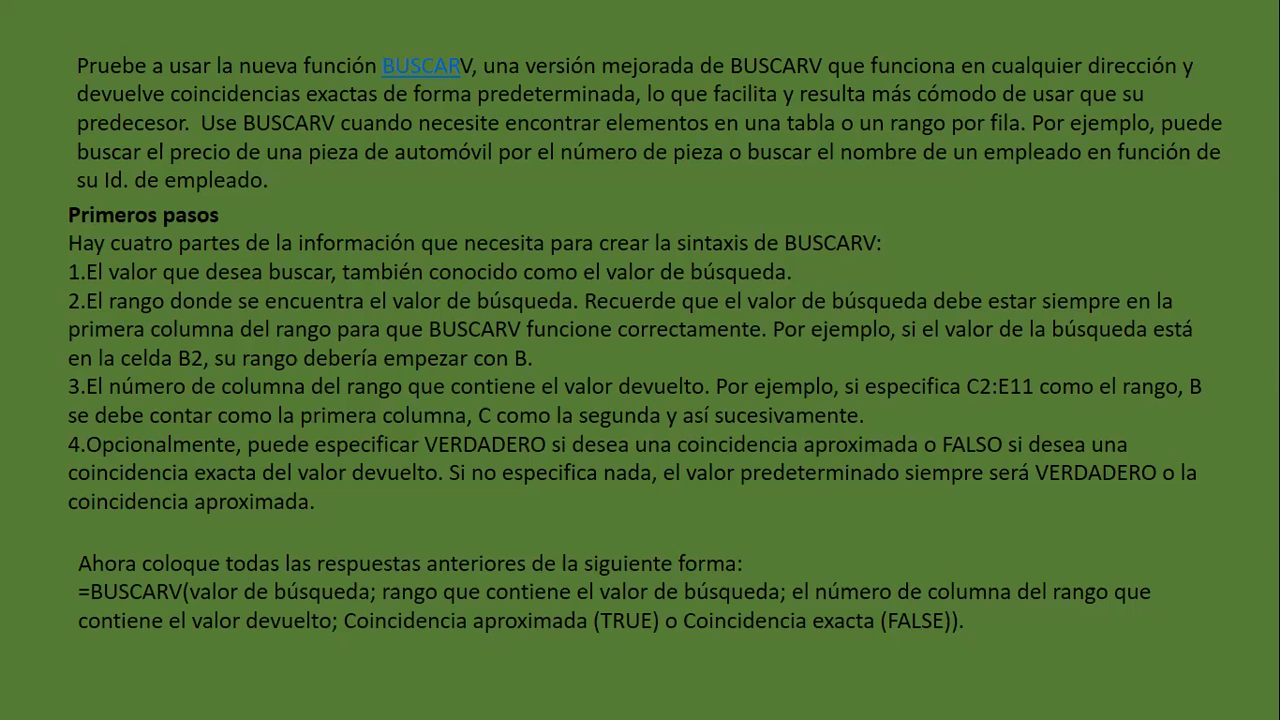 Pruebe a usar la nueva función BUSCARV, una versión mejorada de BUSCARV que funciona en cualquier dirección y
devuelve coincidencias exactas de forma predeterminada, lo que facilita y resulta más cómodo de usar que su
predecesor.  Use BUSCARV cuando necesite encontrar elementos en una tabla o un rango por fila. Por ejemplo, puede
buscar el precio de una pieza de automóvil por el número de pieza o buscar el nombre de un empleado en función de
su Id. de empleado.
Primeros pasos
Hay cuatro partes de la información que necesita para crear la sintaxis de BUSCARV:
1.El valor que desea buscar, también conocido como el valor de búsqueda.
2.El rango donde se encuentra el valor de búsqueda. Recuerde que el valor de búsqueda debe estar siempre en la
primera columna del rango para que BUSCARV funcione correctamente. Por ejemplo, si el valor de la búsqueda está
en la celda B2, su rango debería empezar con B.
3.El número de columna del rango que contiene el valor devuelto. Por ejemplo, si especifica C2:E11 como el rango, B
se debe contar como la primera columna, C como la segunda y así sucesivamente.
4.Opcionalmente, puede especificar VERDADERO si desea una coincidencia aproximada o FALSO si desea una
coincidencia exacta del valor devuelto. Si no especifica nada, el valor predeterminado siempre será VERDADERO o la
coincidencia aproximada.
Ahora coloque todas las respuestas anteriores de la siguiente forma:
=BUSCARV(valor de búsqueda; rango que contiene el valor de búsqueda; el número de columna del rango que
contiene el valor devuelto; Coincidencia aproximada (TRUE) o Coincidencia exacta (FALSE)).